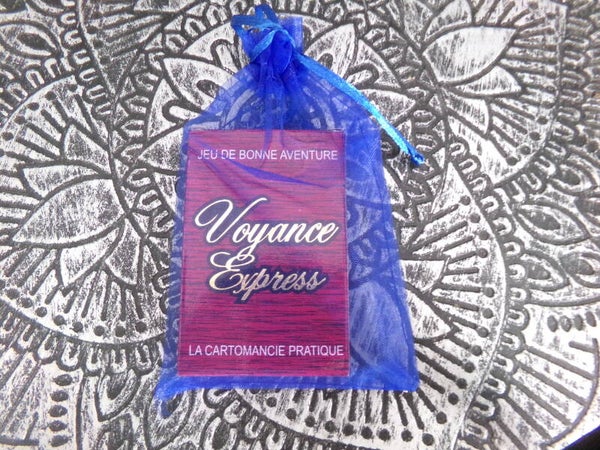 JEU DE BONNE AVENTURE
Voyance
Express
LA CARTOMANCIE PRATIQUE